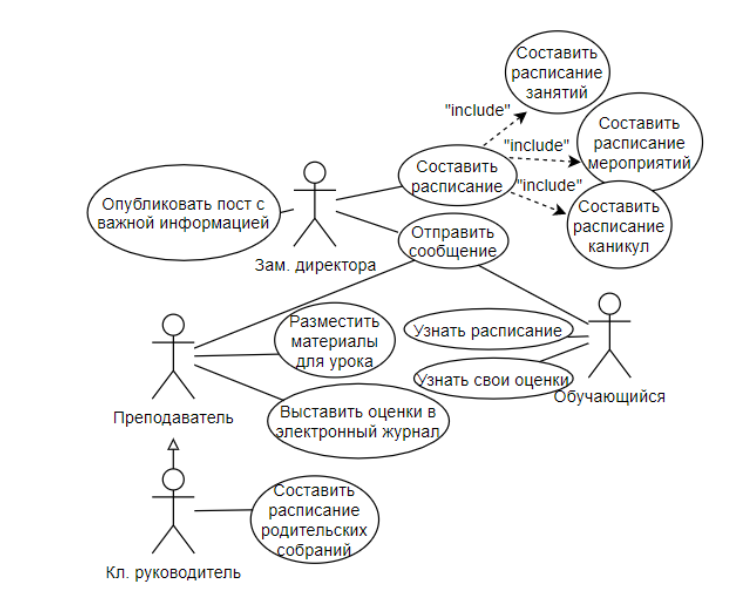 Составить
расписание
занятий
"include"
Составить
расписание
мероприятий
"include"
Составить
расписание
"include"
Составить
расписание
каникул
Опубликовать пост с
важной информацией
Зам. директора
Отправить
сообщение
Разместить
материалы
для урока
Узнать расписание
Узнать свои оценки
Обучающийся
Преподаватель
Выставить оценки в
электронный журнал
Составить
расписание
родительских
собраний
Кл. руководитель